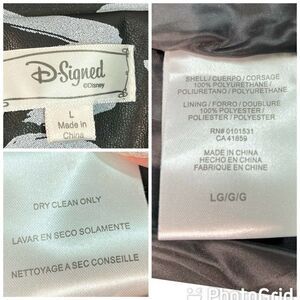 D-Signed
©Disney
L
Made in
China
DRY CLEAN ONLY
LAVAR EN SECO SOLAMENTE
NETTOYAGE A SEC CONSEILLE
SHELL / CUERPO / CORSAGE
100% POLYURETHANE /
POLIURETANO / POLYURETHANE
LINING / FORRO / DOUBLURE
100% POLYESTER /
POLIESTER / POLYESTER
RN# 0101531
CA 41859
MADE IN CHINA
HECHO EN CHINA
FABRIQUE EN CHINE
LG/G/G
PhotoGrid